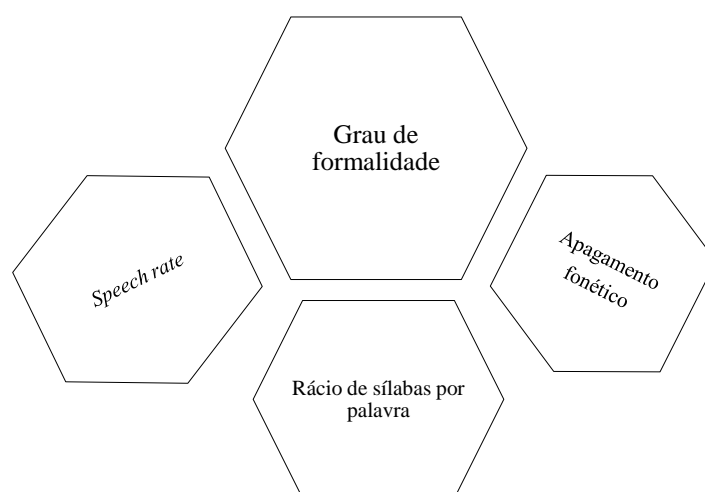 Grau de
formalidade
Speech rate
Apagamento
fonético
Rácio de sílabas por
palavra